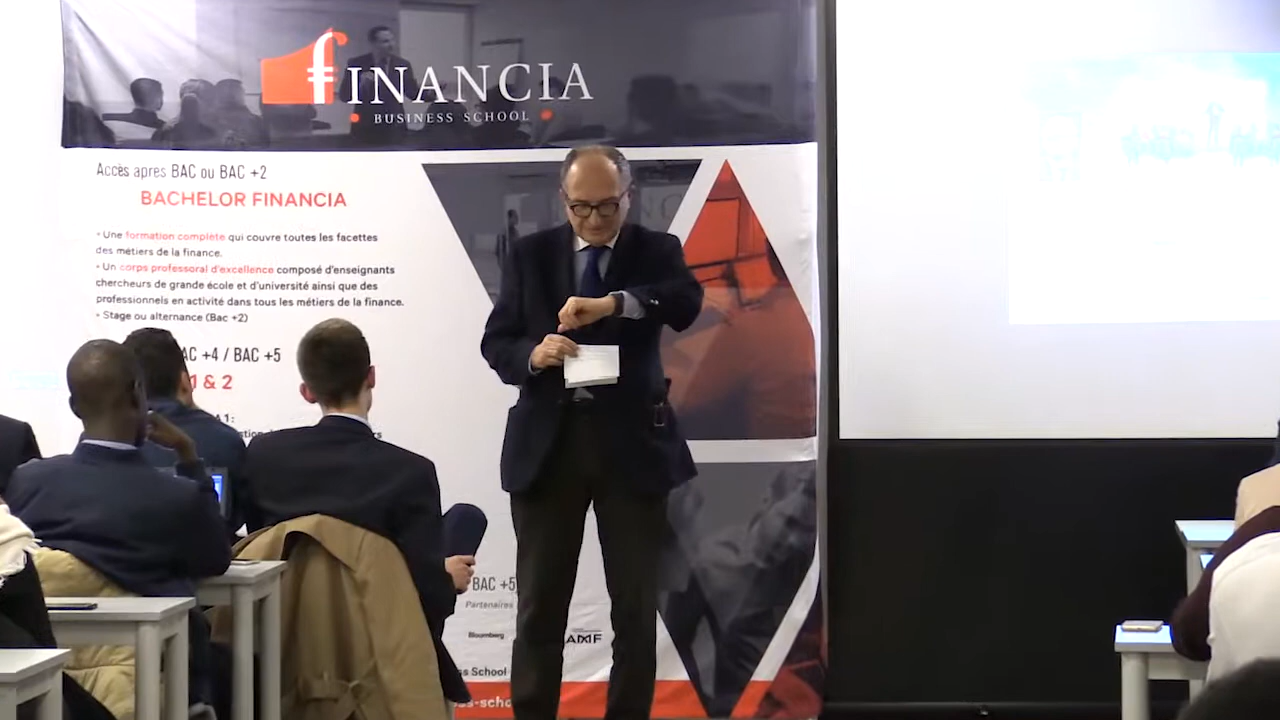 fINANCIA
BUSINESS SCHOOL
Accès apres BAC ou BAC +2
BACHELOR FINANCIA
• Une formation complète qui couvre toutes les facettes
des métiers de la finance.
• Un corps professoral d'excellence composé d'enseignants
chercheurs de grande école et d'université ainsi que des
professionnels en activité dans tous les métiers de la finance.
• Stage ou alternance (Bac +2)
+4 / BAC +5
& 2
BAC +5
Partenaires
Bloomberg
AMF
School